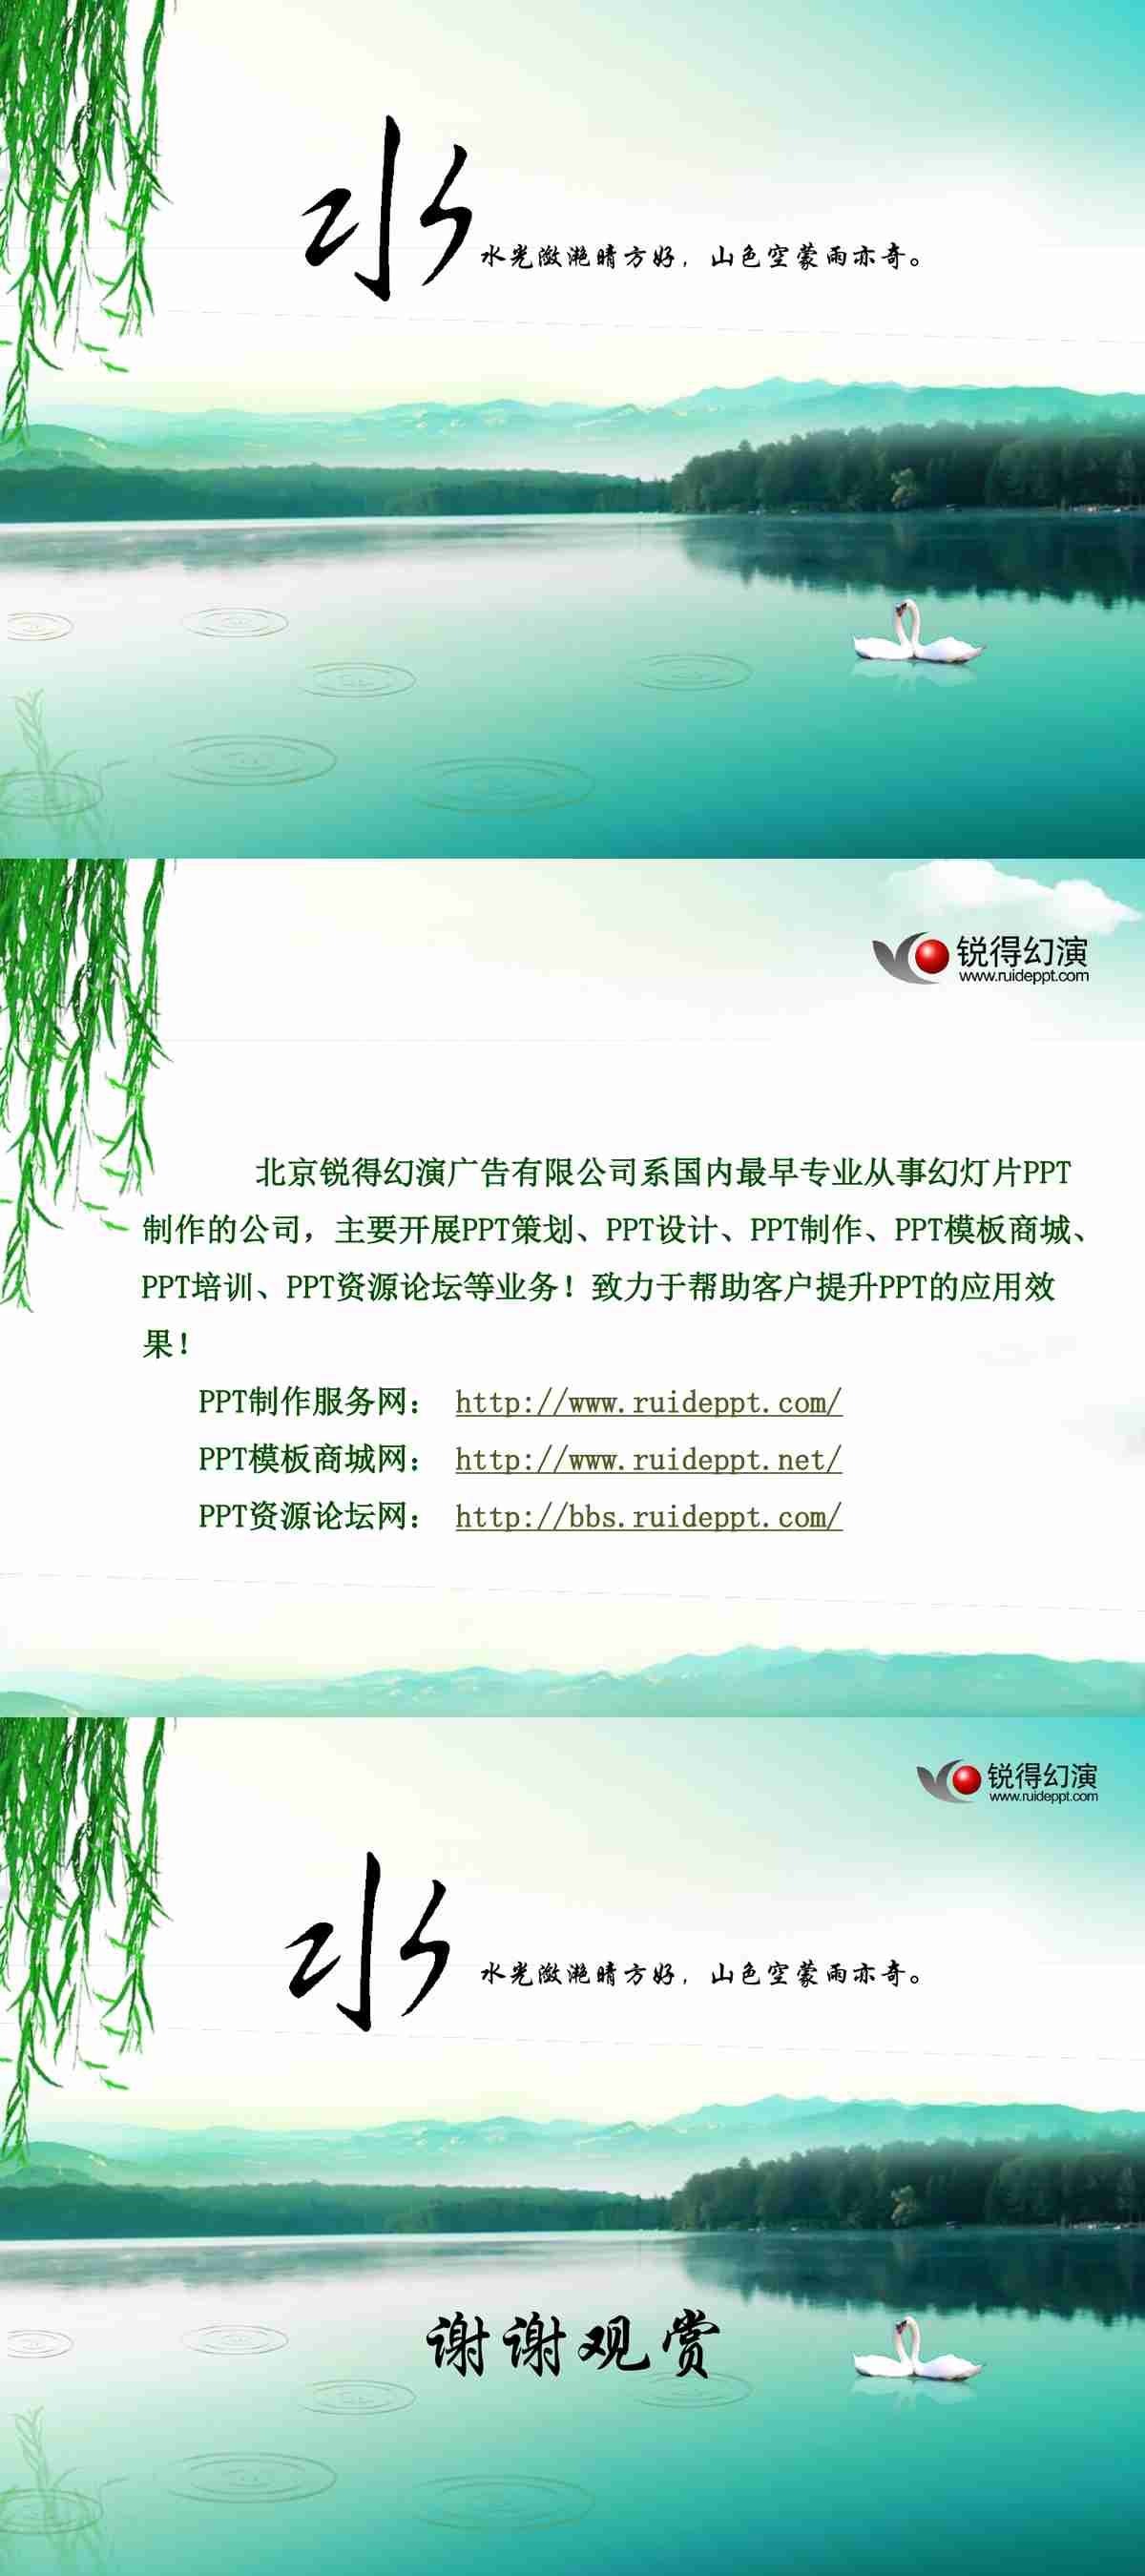 水
水光潋滟晴方好，山色空蒙雨亦奇。
锐得幻演
www.ruideppt.com
北京锐得幻演广告有限公司系国内最早专业从事幻灯片PPT
制作的公司，主要开展PPT策划、PPT设计、PPT制作、PPT模板商城、
PPT培训、PPT资源论坛等业务！致力于帮助客户提升PPT的应用效
果！
PPT制作服务网： http://www.ruideppt.com/
PPT模板商城网： http://www.ruideppt.net/
PPT资源论坛网： http://bbs.ruideppt.com/
锐得幻演
www.ruideppt.com
水
水光潋滟晴方好，山色空蒙雨亦奇。
谢谢观赏